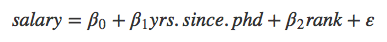 salary = β₀ + β₁yrs. since. phd + β₂rank + ϵ